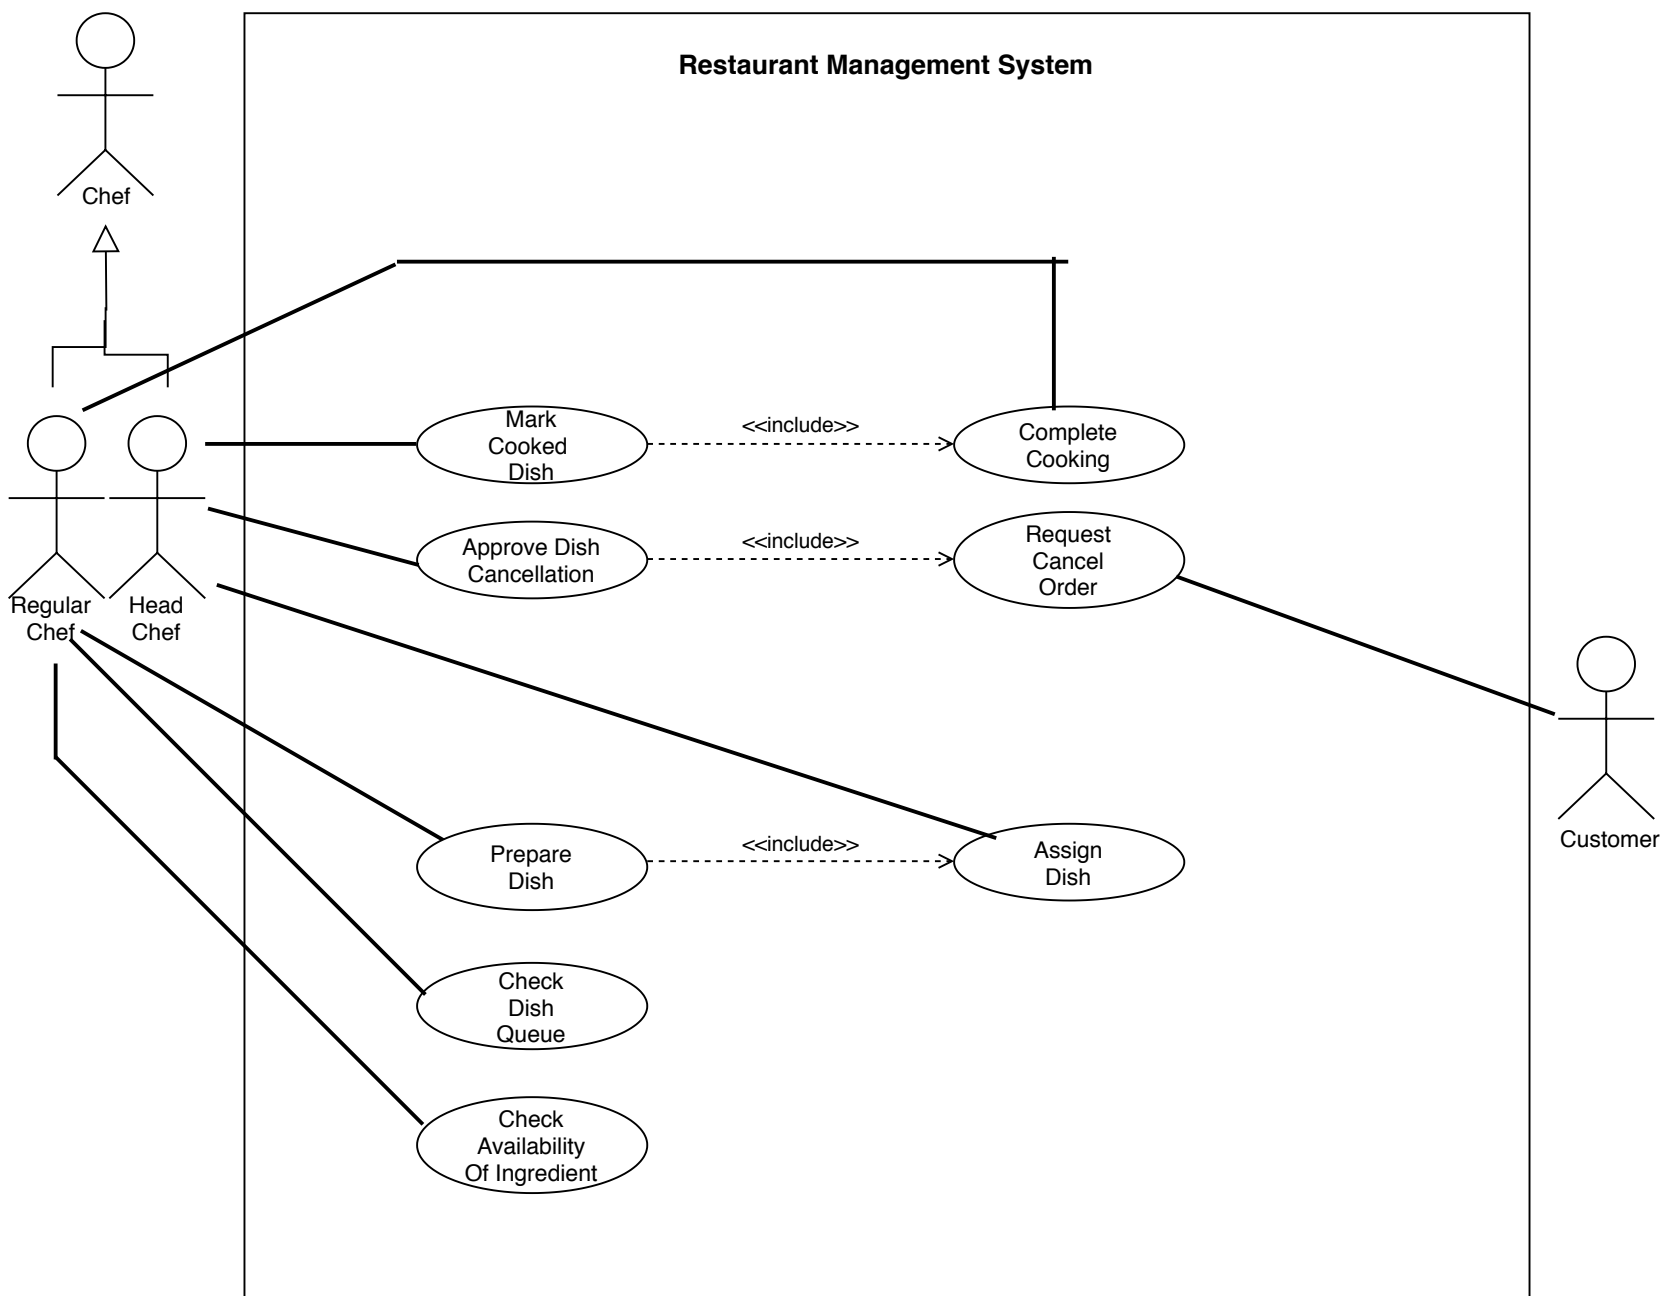 Restaurant Management System
Chef
Mark
Cooked
Dish
<<include>>
Complete
Cooking
Approve Dish
Cancellation
<<include>>
Request
Cancel
Order
Regular
Chef
Head
Chef
Customer
Prepare
Dish
<<include>>
Assign
Dish
Check
Dish
Queue
Check
Availability
Of Ingredient